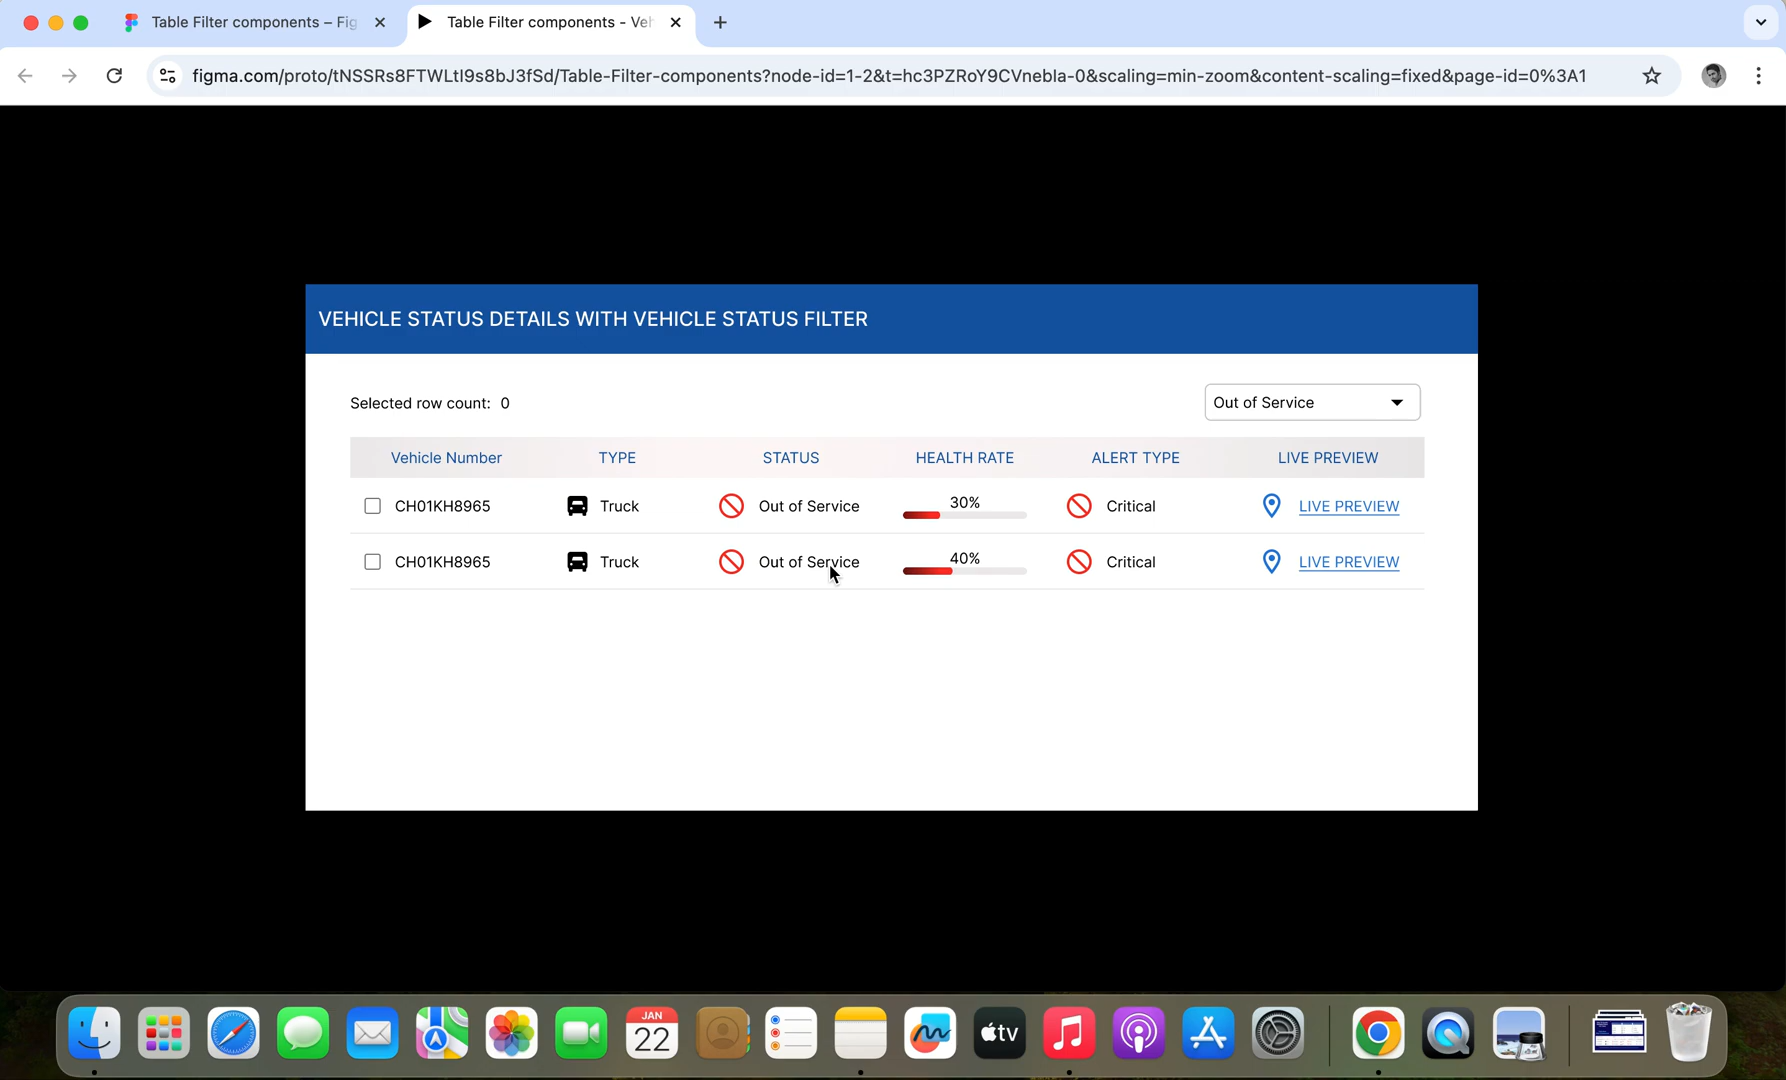 Table Filter components – Fig
Table Filter components - Veh
figma.com/proto/tNSSRs8FTWLtI9s8bJ3fSd/Table-Filter-components?node-id=1-2&t=hc3PZRoY9CVnebla-0&scaling=min-zoom&content-scaling=fixed&page-id=0%3A1
VEHICLE STATUS DETAILS WITH VEHICLE STATUS FILTER
Selected row count: 0
Out of Service
Vehicle Number TYPE STATUS HEALTH RATE ALERT TYPE LIVE PREVIEW
CH01KH8965 Truck Out of Service 30% Critical LIVE PREVIEW
CH01KH8965 Truck Out of Service 40% Critical LIVE PREVIEW
JAN
22
tv